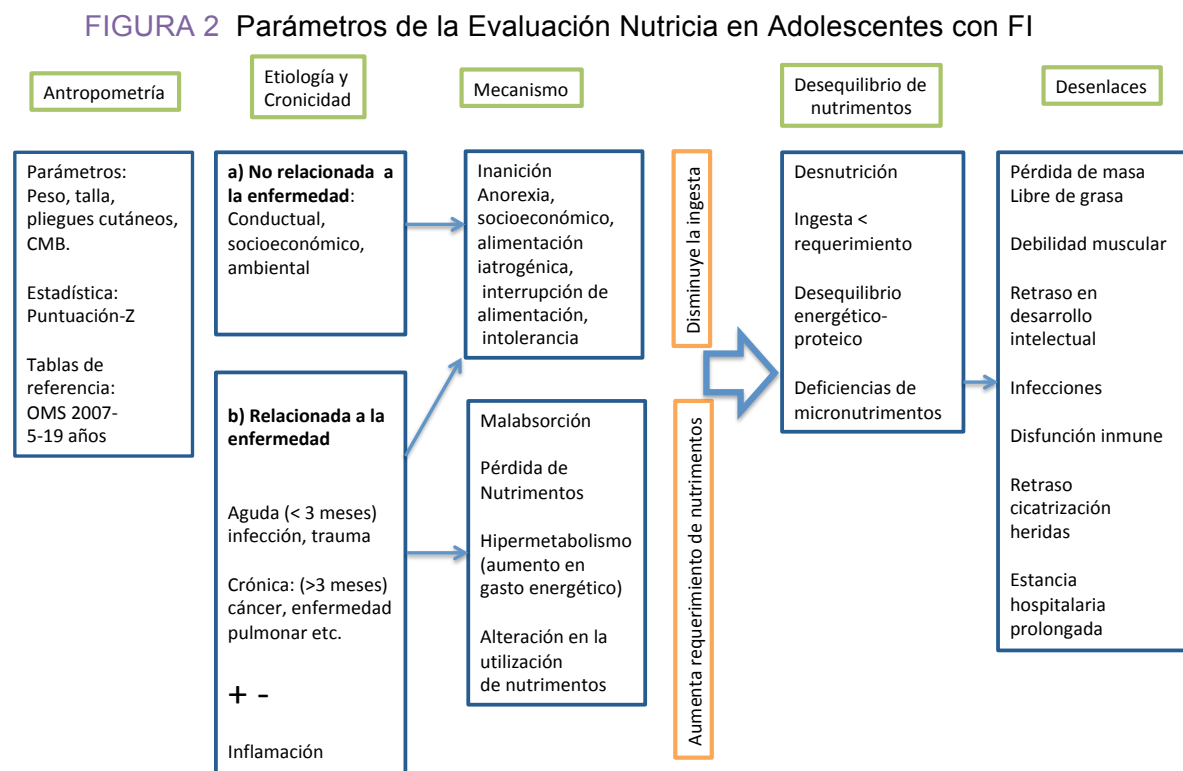 FIGURA 2 Parámetros de la Evaluación Nutricia en Adolescentes con FI
Antropometría
Etiología y
Cronicidad
Mecanismo
Desequilibrio de
nutrimentos
Desenlaces
Parámetros:
Peso, talla,
pliegues cutáneos,
CMB.
Estadística:
Puntuación-Z
Tablas de
referencia:
OMS 2007-
5-19 años
a) No relacionada a
la enfermedad:
Conductual,
socioeconómico,
ambiental
b) Relacionada a la
enfermedad
Aguda (< 3 meses)
infección, trauma
Crónica: (>3 meses)
cáncer, enfermedad
pulmonar etc.
+ -
Inflamación
Inanición
Anorexia,
socioeconómico,
alimentación
iatrogénica,
interrupción de
alimentación,
intolerancia
Malabsorción
Pérdida de
Nutrimentos
Hipermetabolismo
(aumento en
gasto energético)
Alteración en la
utilización
de nutrimentos
Disminuye la ingesta
Aumenta requerimiento de nutrimentos
Desnutrición
Ingesta <
requerimiento
Desequilibrio
energético-
proteico
Deficiencias de
micronutrimentos
Pérdida de masa
Libre de grasa
Debilidad muscular
Retraso en
desarrollo
intelectual
Infecciones
Disfunción inmune
Retraso
cicatrización
heridas
Estancia
hospitalaria
prolongada